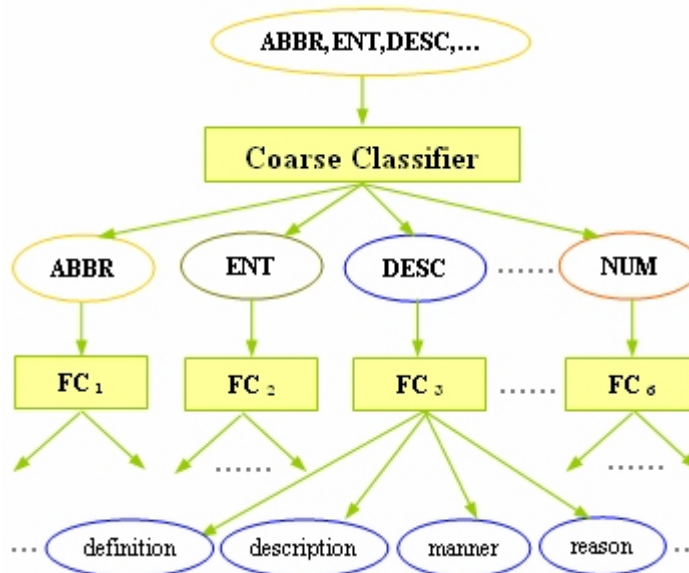 ABBR,ENT,DESC,...
Coarse Classifier
ABBR ENT DESC ...... NUM
FC 1 FC 2 FC 3 ...... FC 6
...... ......
... definition description manner reason ...